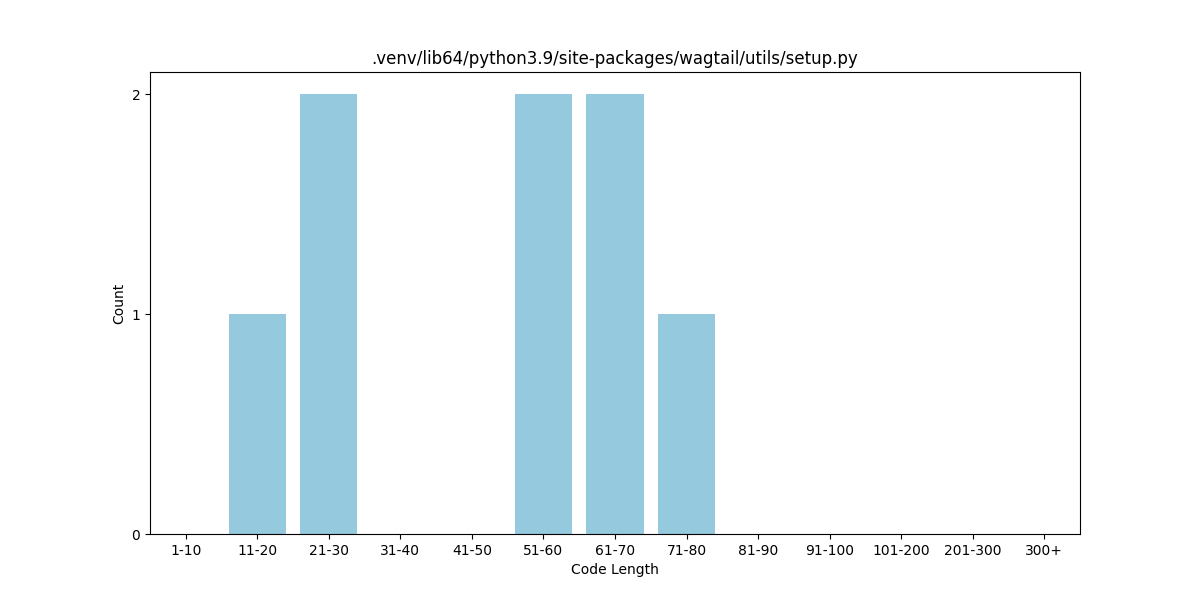 .venv/lib64/python3.9/site-packages/wagtail/utils/setup.py
2
1
0
Count
1-10 11-20 21-30 31-40 41-50 51-60 61-70 71-80 81-90 91-100 101-200 201-300 300+
Code Length